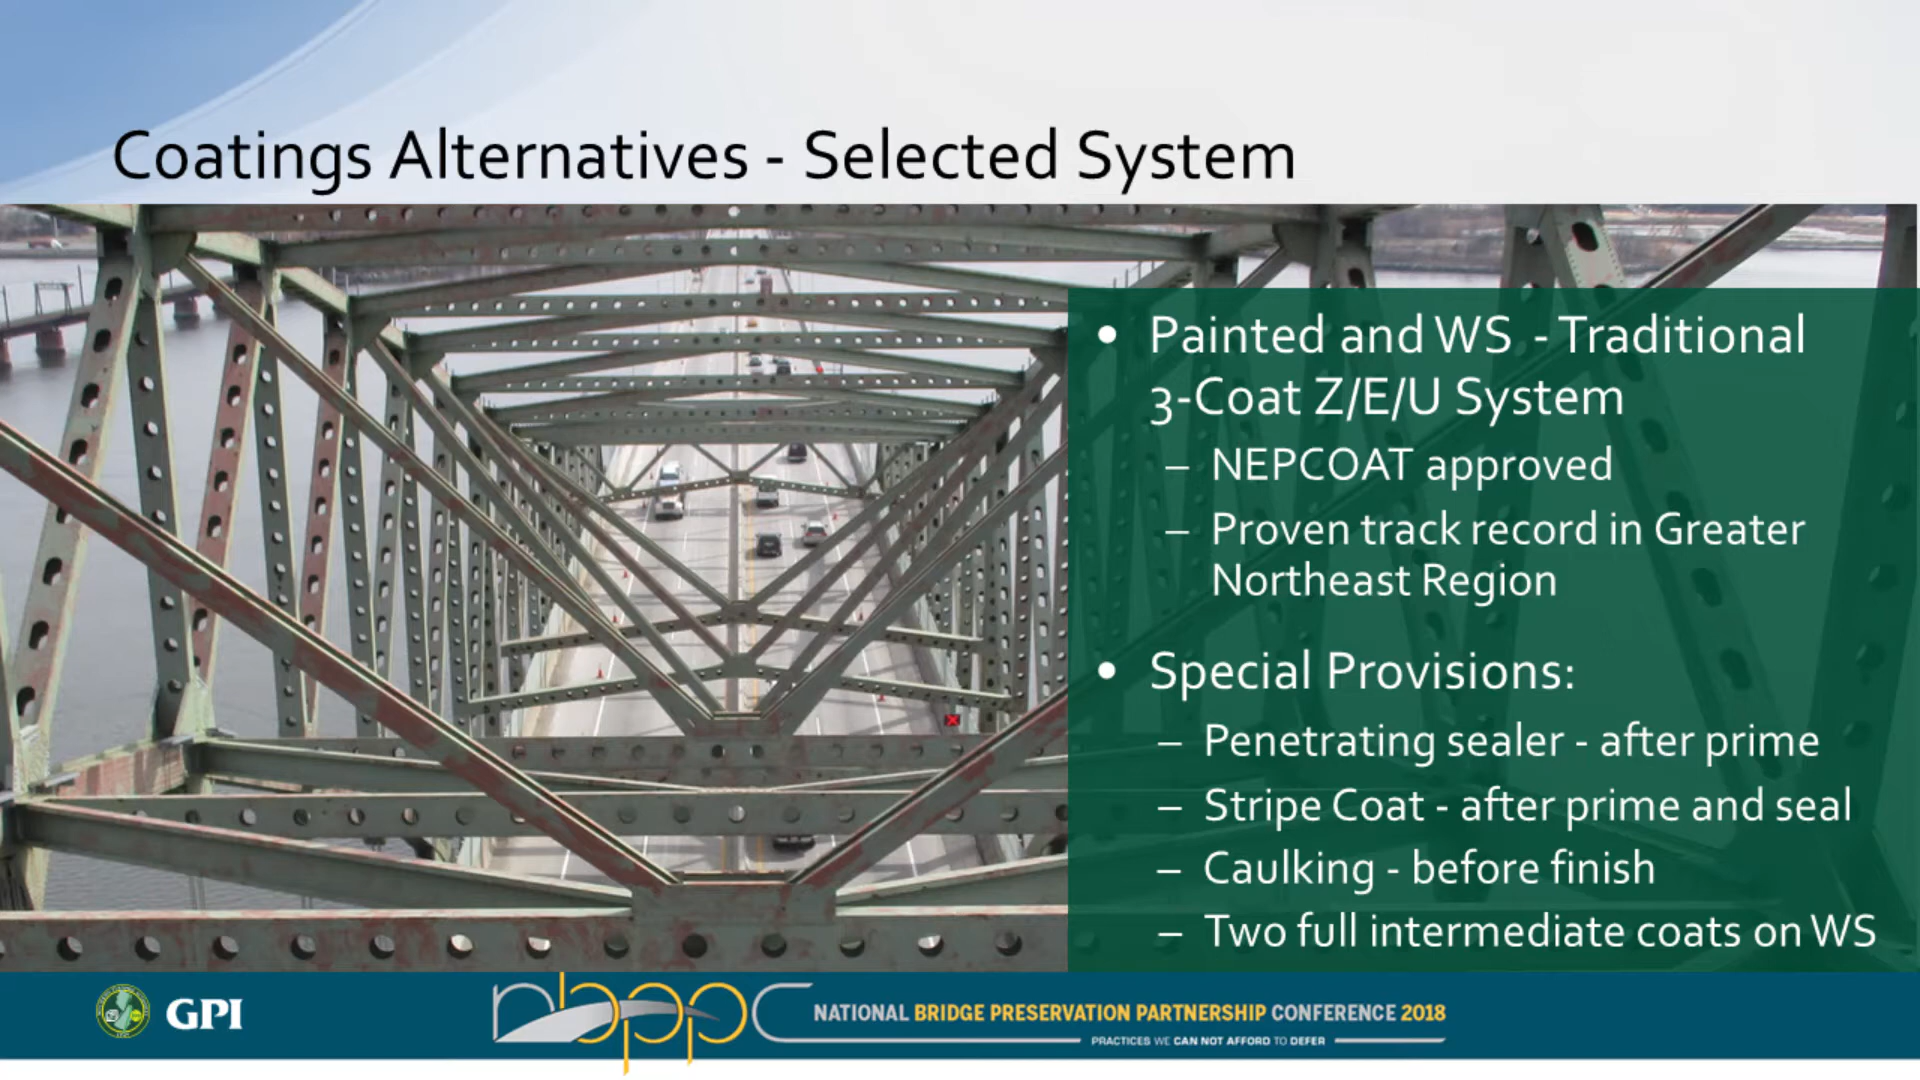 Coatings Alternatives - Selected System
• Painted and WS - Traditional
3-Coat Z/E/U System
– NEPCOAT approved
– Proven track record in Greater
Northeast Region
• Special Provisions:
– Penetrating sealer - after prime
– Stripe Coat - after prime and seal
– Caulking - before finish
– Two full intermediate coats on WS
GPI
nbppc
NATIONAL BRIDGE PRESERVATION PARTNERSHIP CONFERENCE 2018
PRACTICES WE CAN NOT AFFORD TO DEFER